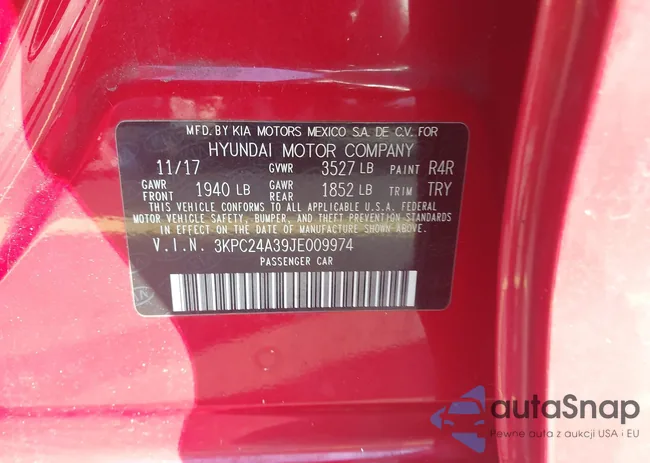 MFD. BY KIA MOTORS MEXICO S.A. DE C.V. FOR
HYUNDAI MOTOR COMPANY
11/17 GVWR 3527 LB PAINT R4R
GAWR FRONT 1940 LB GAWR REAR 1852 LB TRIM TRY
THIS VEHICLE CONFORMS TO ALL APPLICABLE U.S.A. FEDERAL
MOTOR VEHICLE SAFETY, BUMPER, AND THEFT PREVENTION STANDARDS
IN EFFECT ON THE DATE OF MANUFACTURE SHOWN ABOVE.
V.I.N. 3KPC24A39JE009974
PASSENGER CAR
autaSnap
Pewne auta z aukcji USA i EU